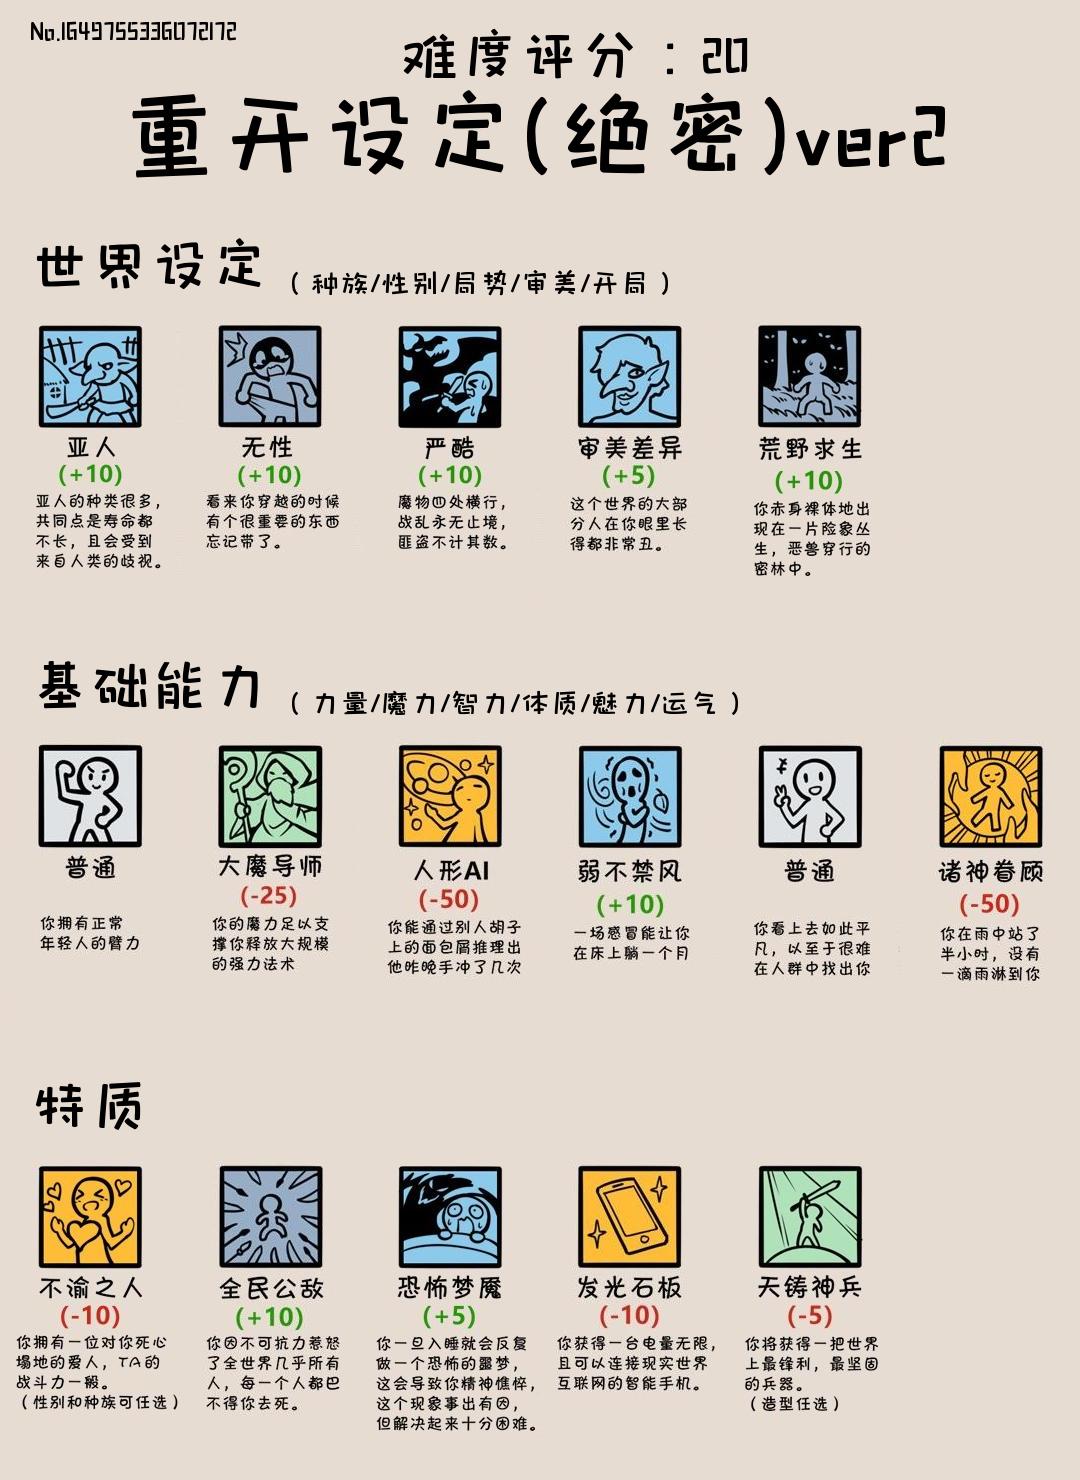 No.1649755336072172
难度评分：20
重开设定(绝密)ver2
世界设定（种族/性别/局势/审美/开局）
亚人
(+10)
亚人的种类很多，
共同点是寿命都
不长，且会受到
来自人类的歧视。
无性
(+10)
看来你穿越的时候
有个很重要的东西
忘记带了。
严酷
(+10)
魔物四处横行，
战乱永无止境，
匪盗不计其数。
审美差异
(+5)
这个世界的大部
分人在你眼里长
得都非常丑。
荒野求生
(+10)
你赤身裸体地出
现在一片险象丛
生，恶兽穿行的
密林中。
基础能力（力量/魔力/智力/体质/魅力/运气）
普通
你拥有正常
年轻人的臂力
大魔导师
(-25)
你的魔力足以支
撑你释放大规模
的强力法术
人形AI
(-50)
你能通过别人胡子
上的面包屑推理出
他昨晚手冲了几次
弱不禁风
(+10)
一场感冒能让你
在床上躺一个月
普通
你看上去如此平
凡，以至于很难
在人群中找出你
诸神眷顾
(-50)
你在雨中站了
半小时，没有
一滴雨淋到你
特质
不渝之人
(-10)
你拥有一位对你死心
塌地的爱人，TA的
战斗力一般。
（性别和种族可任选）
全民公敌
(+10)
你因不可抗力惹怒
了全世界几乎所有
人，每一个人都巴
不得你去死。
恐怖梦魇
(+5)
你一旦入睡就会反复
做一个恐怖的噩梦，
这会导致你精神憔悴，
这个现象事出有因，
但解决起来十分困难。
发光石板
(-10)
你获得一台电量无限，
且可以连接现实世界
互联网的智能手机。
天铸神兵
(-5)
你将获得一把世界
上最锋利，最坚固
的兵器。
（造型任选）